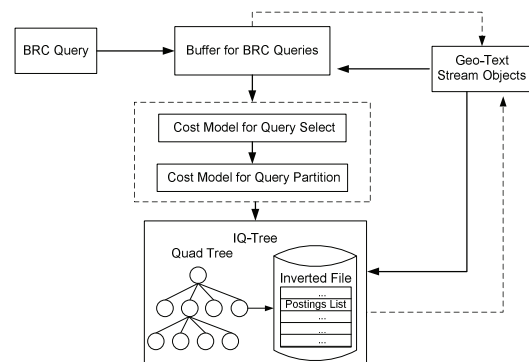 BRC Query
Buffer for BRC Queries
Geo-Text
Stream Objects
Cost Model for Query Select
Cost Model for Query Partition
IQ-Tree
Quad Tree
Inverted File
...
Postings List
...
...
...